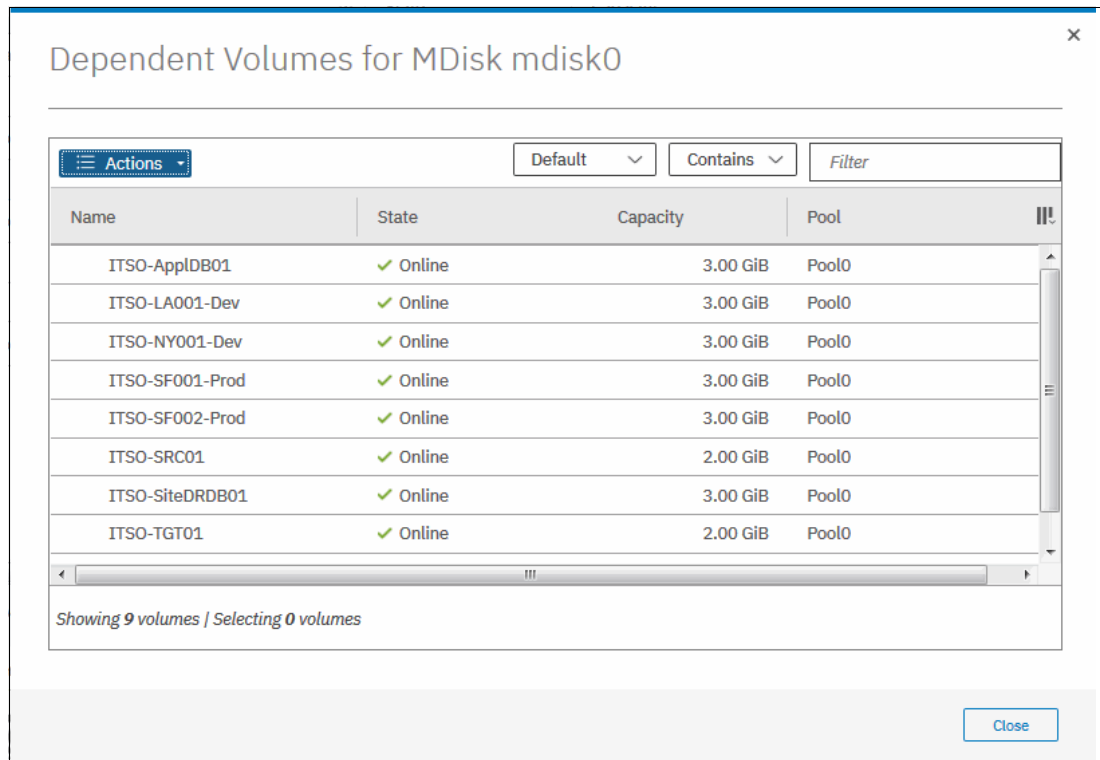 Dependent Volumes for MDisk mdisk0
Actions Default Contains Filter
Name State Capacity Pool
ITSO-ApplDB01 Online 3.00 GiB Pool0
ITSO-LA001-Dev Online 3.00 GiB Pool0
ITSO-NY001-Dev Online 3.00 GiB Pool0
ITSO-SF001-Prod Online 3.00 GiB Pool0
ITSO-SF002-Prod Online 3.00 GiB Pool0
ITSO-SRC01 Online 2.00 GiB Pool0
ITSO-SiteDRDB01 Online 3.00 GiB Pool0
ITSO-TGT01 Online 2.00 GiB Pool0
Showing 9 volumes | Selecting 0 volumes
Close